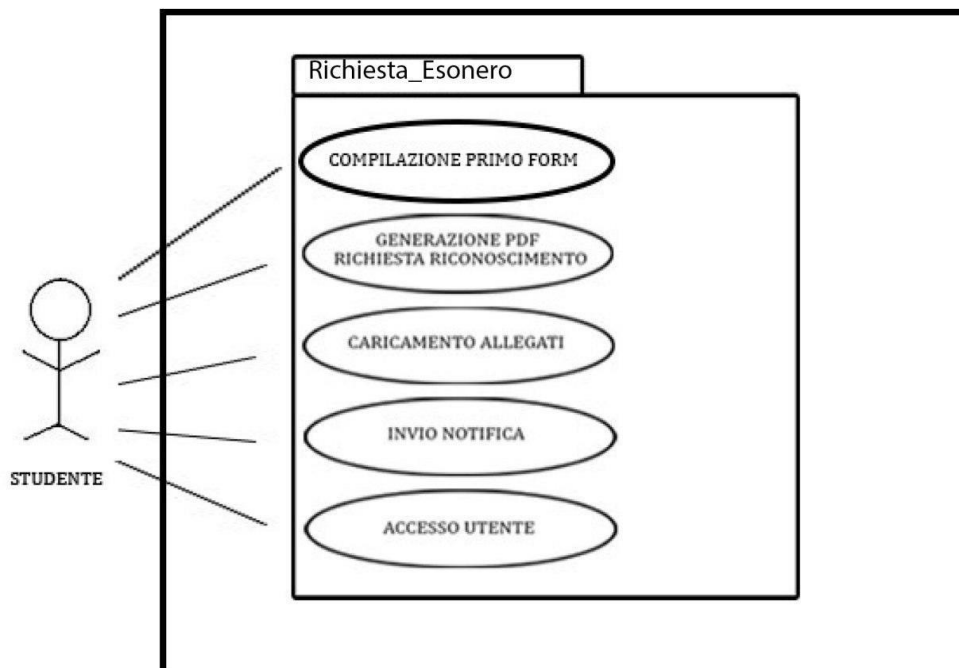 Richiesta_Esonero
COMPILAZIONE PRIMO FORM
GENERAZIONE PDF
RICHIESTA RICONOSCIMENTO
CARICAMENTO ALLEGATI
INVIO NOTIFICA
STUDENTE
ACCESSO UTENTE